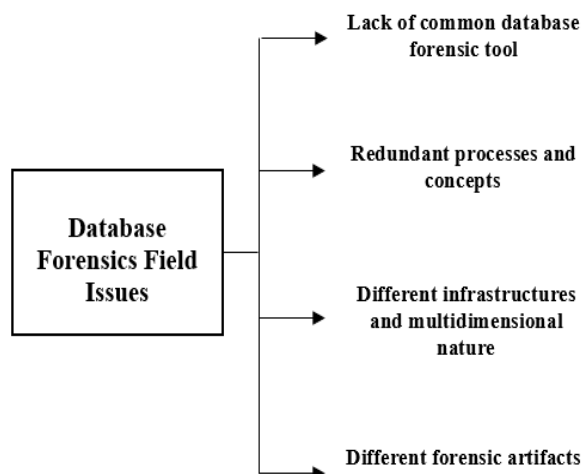 Lack of common database
forensic tool
Redundant processes and
concepts
Database
Forensics Field
Issues
Different infrastructures
and multidimensional
nature
Different forensic artifacts